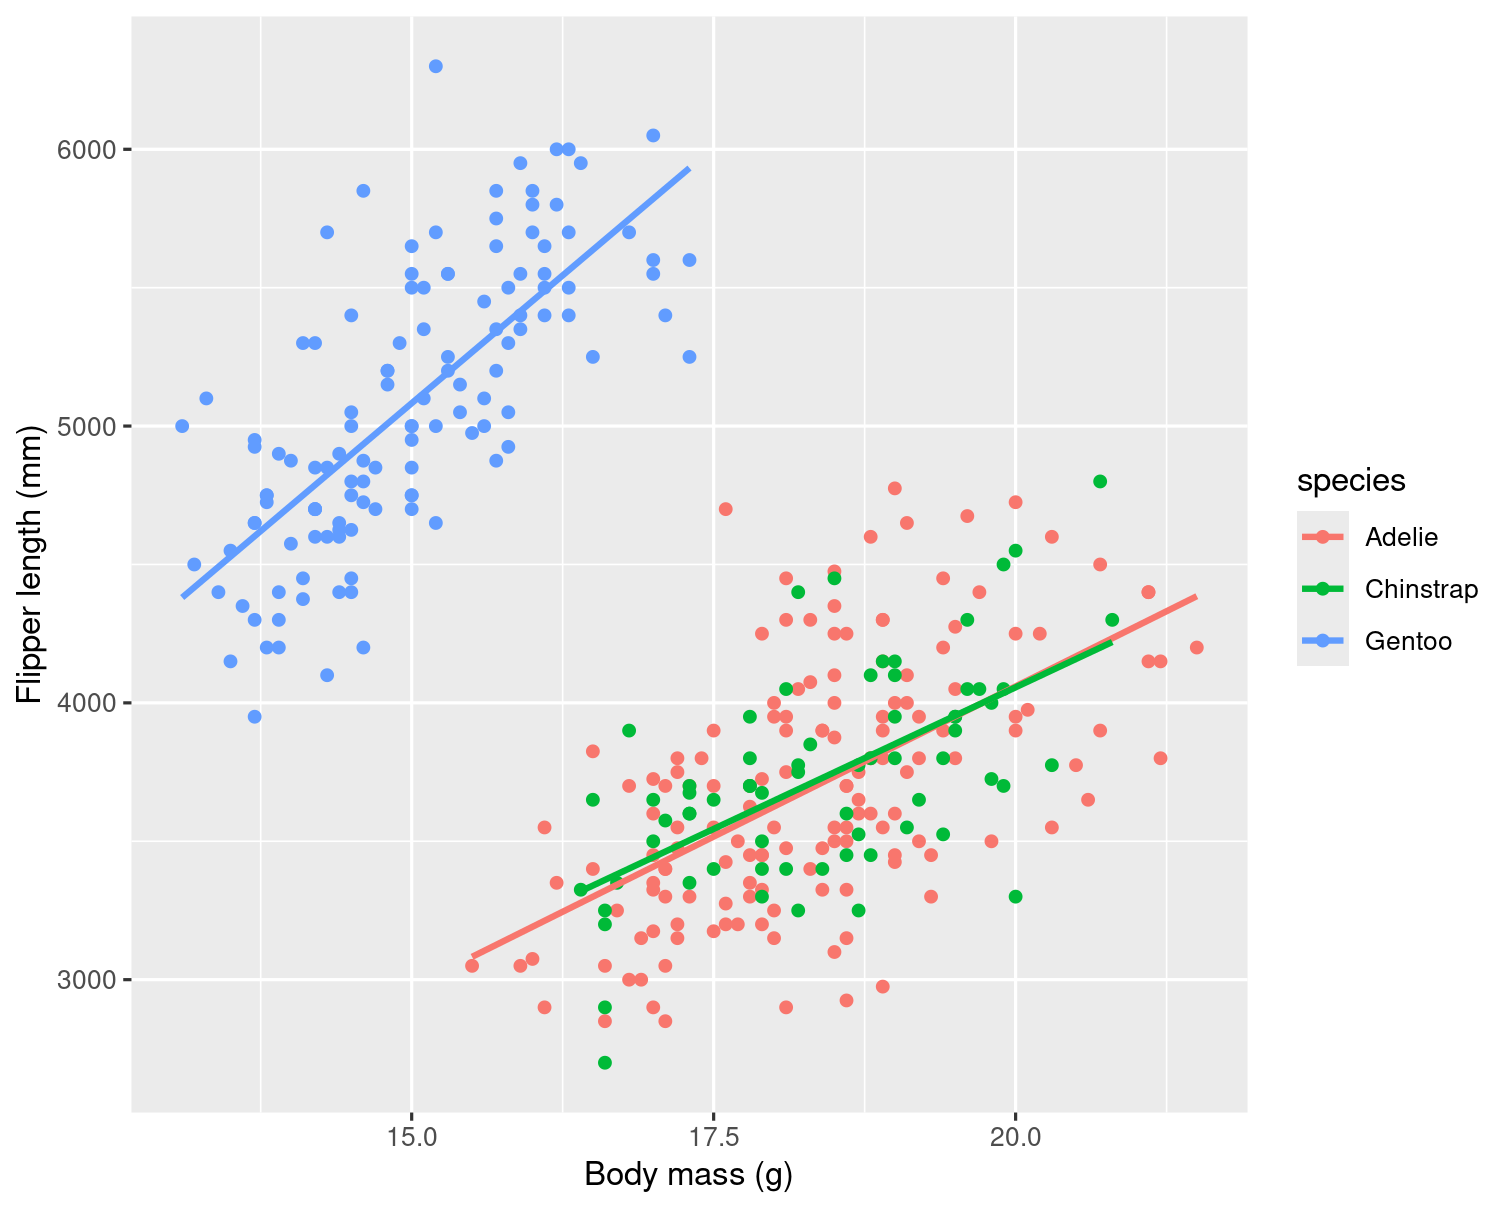 6000
5000
4000
3000
Flipper length (mm)
15.0 17.5 20.0
Body mass (g)
species
Adelie
Chinstrap
Gentoo